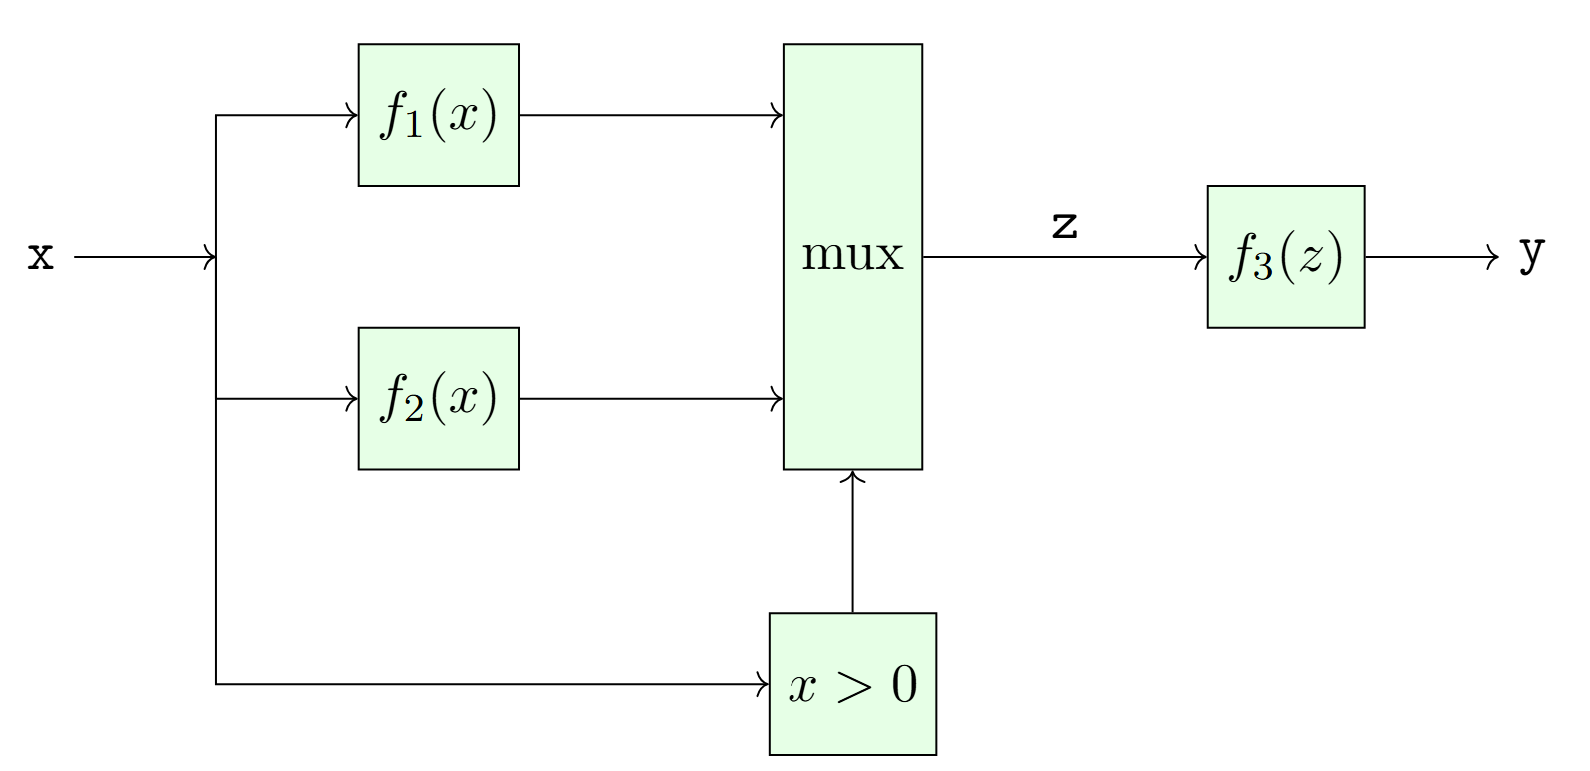 f₁(x)
x
mux
z
f₃(z)
y
f₂(x)
x > 0